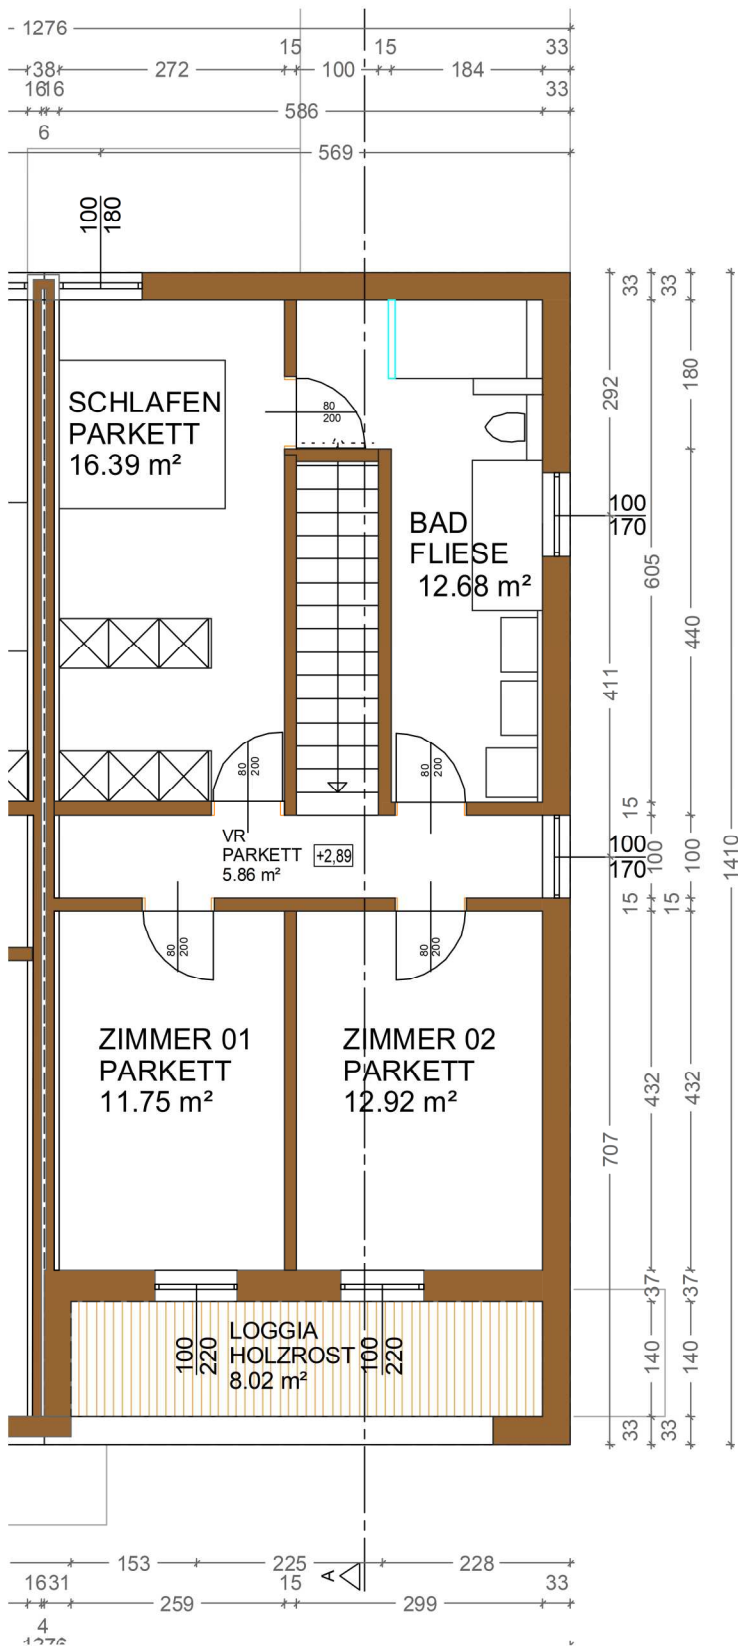 1276
15 15 33
38 272 100 184
16 16 33
586
6
569
100
180
33 33
SCHLAFEN
PARKETT
16.39 m²
80
200
292
180
BAD
FLIESE
12.68 m²
100
170
605
440
411
80
200
80
200
15
VR
PARKETT
5.86 m²
+2,89
100
170
100
100
1410
15 15
80
200
80
200
ZIMMER 01
PARKETT
11.75 m²
ZIMMER 02
PARKETT
12.92 m²
432
432
707
37
37
LOGGIA
HOLZROST
8.02 m²
100
220
100
220
140
140
33 33
153 225 228
16 31 15 A 33
259 299
4
1276